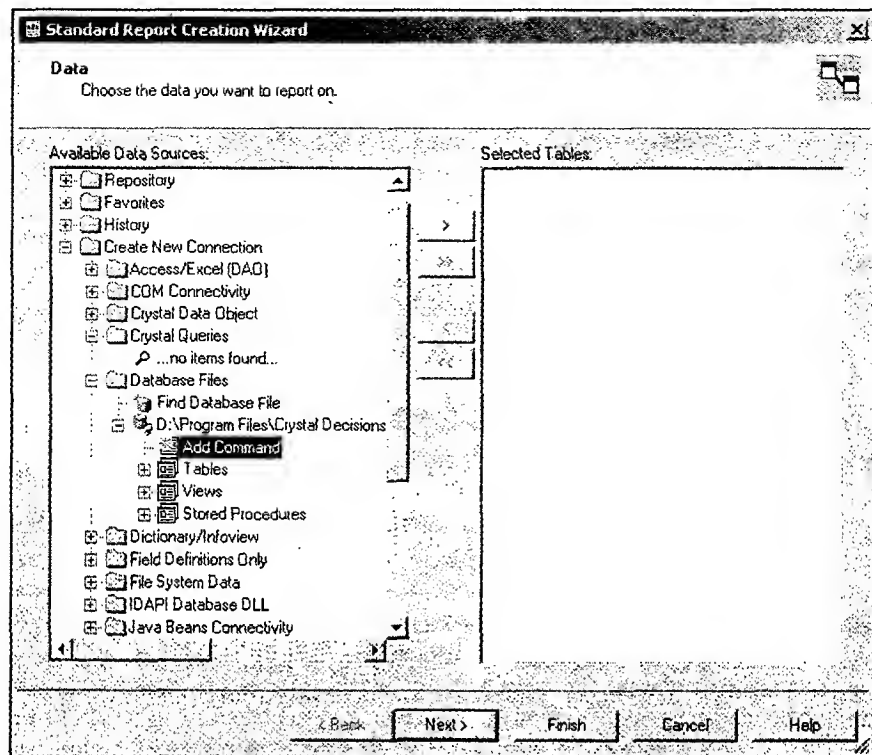 Standard Report Creation Wizard
Data
Choose the data you want to report on.
Available Data Sources:
Selected Tables:
Repository
Favorites
History
Create New Connection
Access/Excel (DAO)
COM Connectivity
Crystal Data Object
Crystal Queries
...no items found...
Database Files
Find Database File
D:\Program Files\Crystal Decisions
Add Command
Tables
Views
Stored Procedures
Dictionary/Infoview
Field Definitions Only
File System Data
IDAPI Database DLL
Java Beans Connectivity
>
>>
<
<<
< Back
Next >
Finish
Cancel
Help